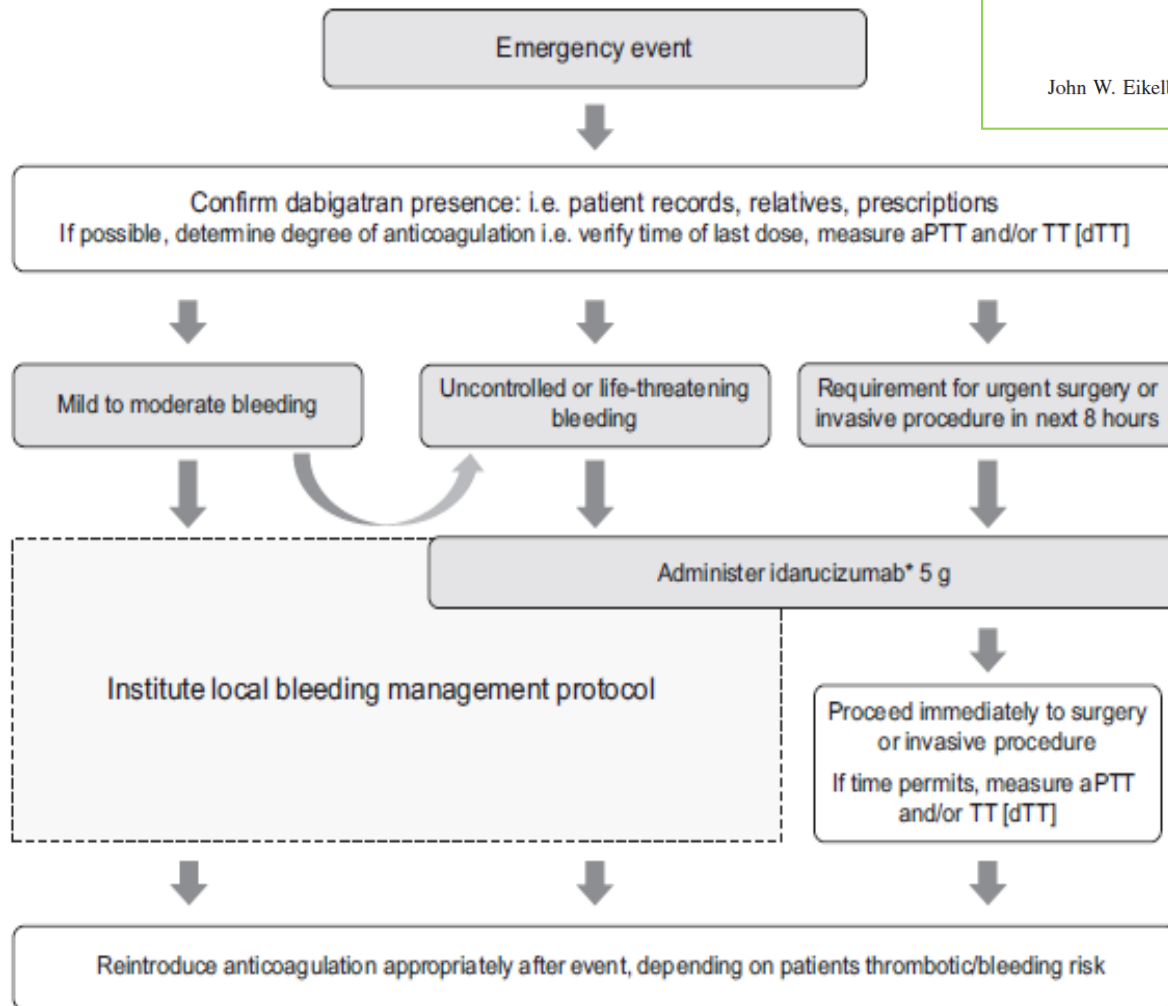 Emergency event
John W. Eikelb
Confirm dabigatran presence: i.e. patient records, relatives, prescriptions
If possible, determine degree of anticoagulation i.e. verify time of last dose, measure aPTT and/or TT [dTT]
Mild to moderate bleeding
Uncontrolled or life-threatening
bleeding
Requirement for urgent surgery or
invasive procedure in next 8 hours
Administer idarucizumab* 5 g
Institute local bleeding management protocol
Proceed immediately to surgery
or invasive procedure
If time permits, measure aPTT
and/or TT [dTT]
Reintroduce anticoagulation appropriately after event, depending on patients thrombotic/bleeding risk